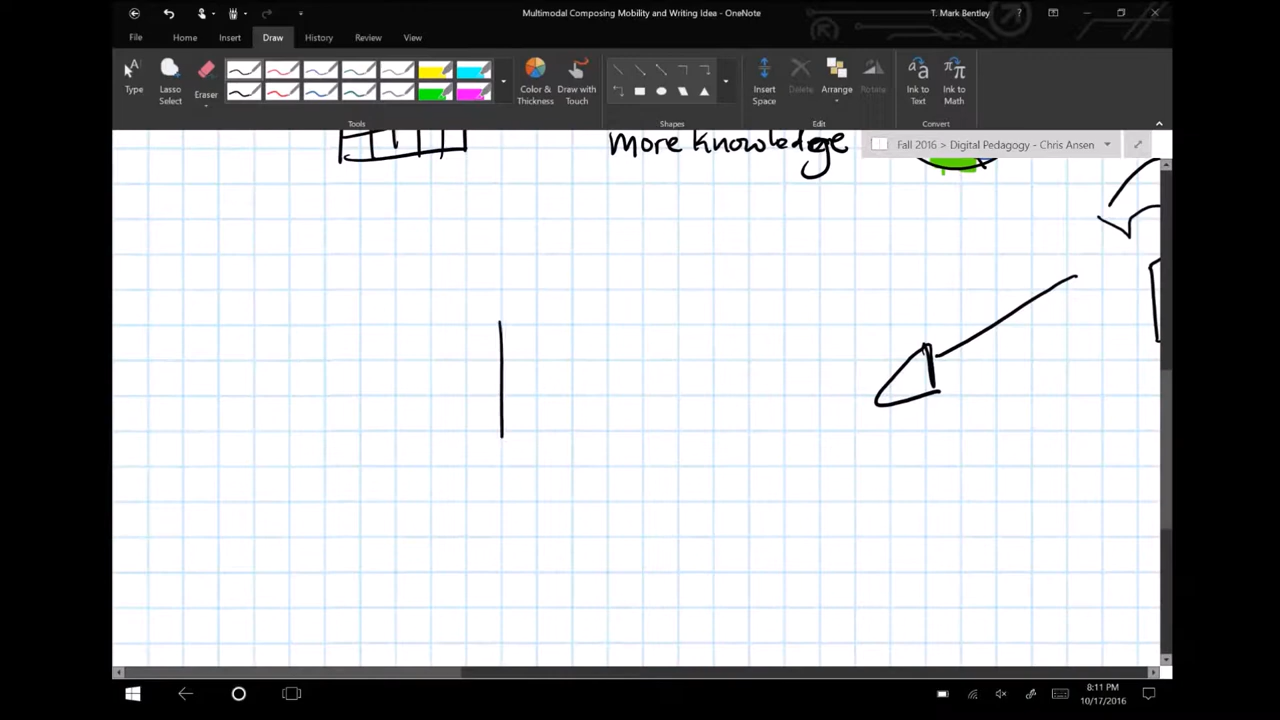 Multimodal Composing Mobility and Writing Idea - OneNote
T. Mark Bentley
?
File
Home
Insert
Draw
History
Review
View
Type
Lasso
Select
Eraser
Color &
Thickness
Draw with
Touch
Insert
Space
Delete
Arrange
Rotate
Ink to
Text
Ink to
Math
Tools
Shapes
Edit
Convert
More Knowledge
Fall 2016 > Digital Pedagogy - Chris Ansen
8:11 PM
10/17/2016